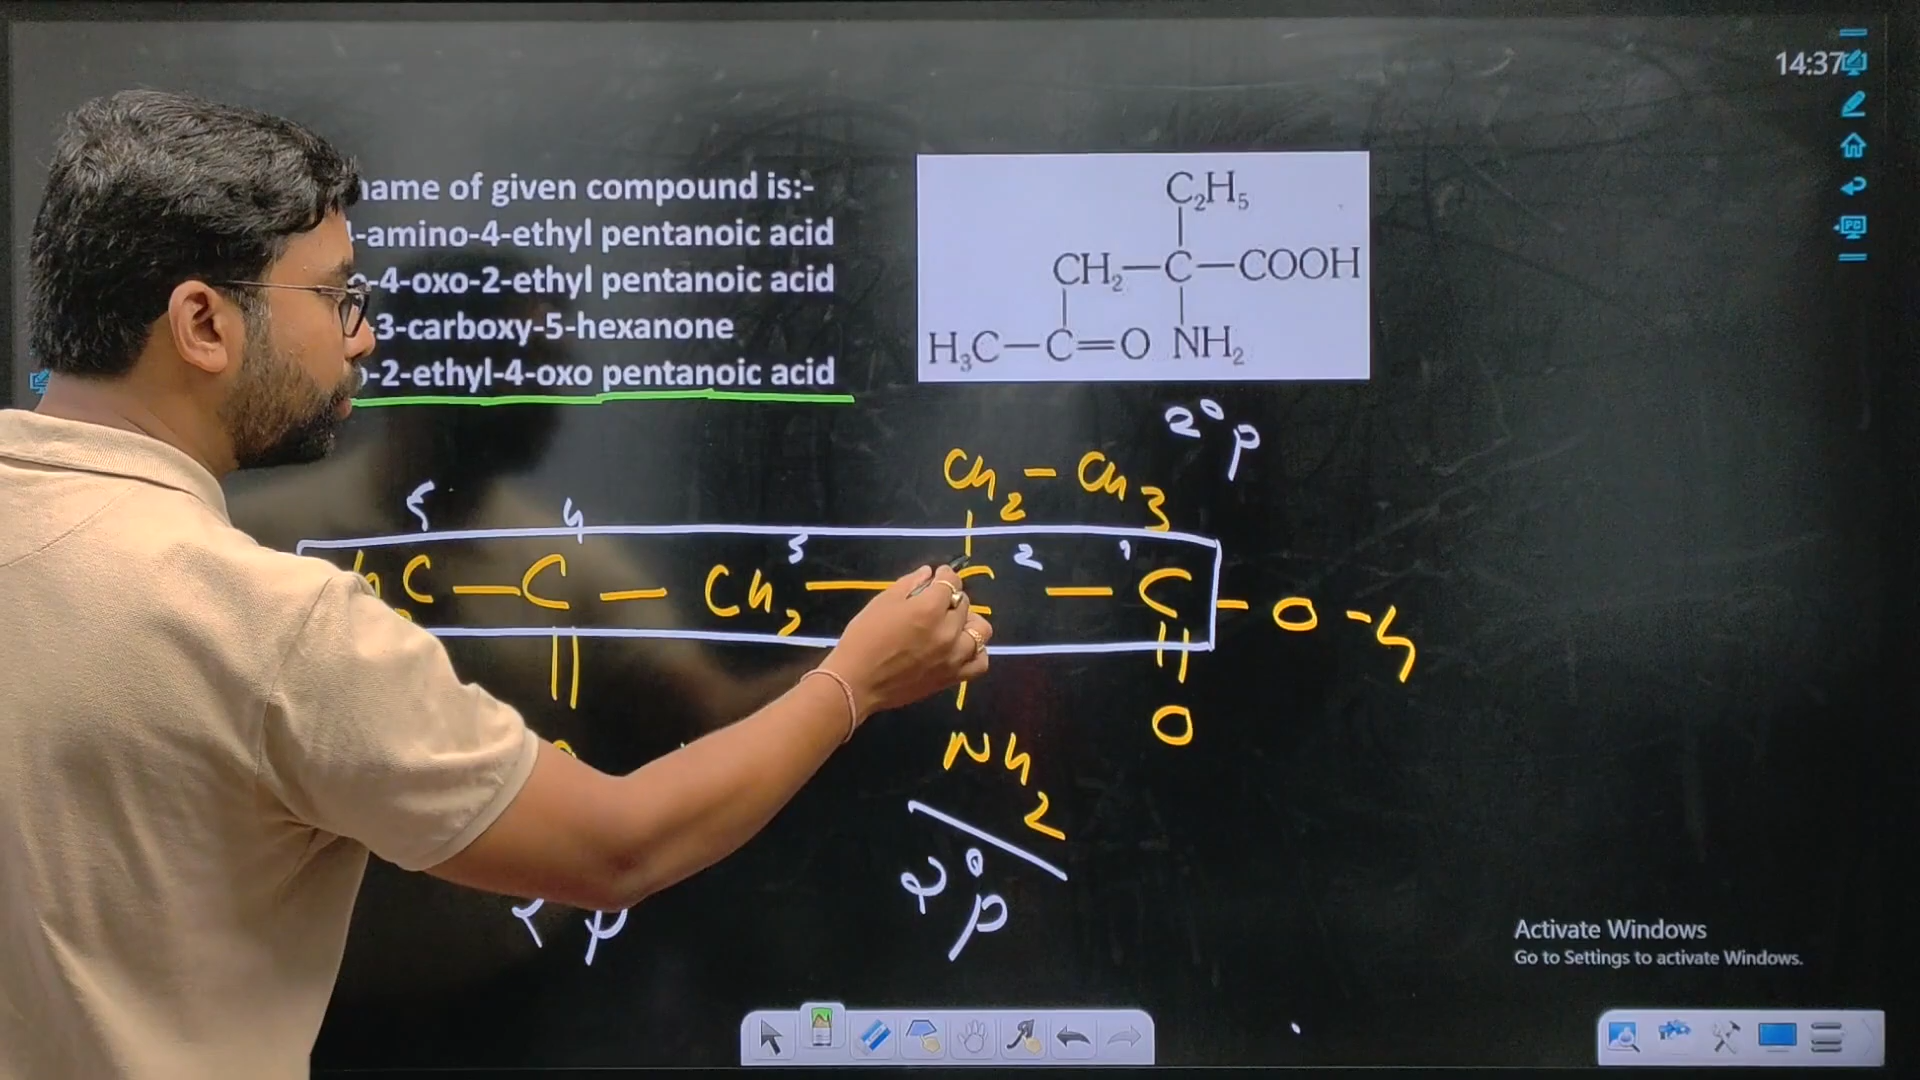 14:37
name of given compound is:-
-amino-4-ethyl pentanoic acid
-4-oxo-2-ethyl pentanoic acid
3-carboxy-5-hexanone
-2-ethyl-4-oxo pentanoic acid
C₂H₅
CH₂—C—COOH
H₃C—C=O NH₂
2° p
CH₂ – CH₃
5 4 3 2 1
C — C — CH₂ — C — C – O – H
O
NH₂
2° p
Activate Windows
Go to Settings to activate Windows.